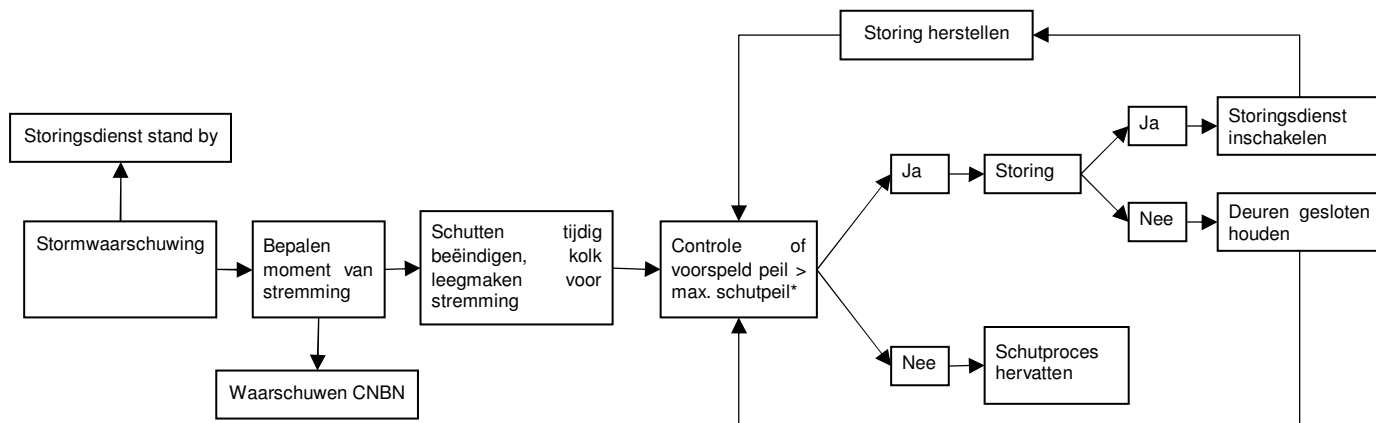 Storing herstellen
Storingsdienst stand by
Ja
Storingsdienst
inschakelen
Ja
Storing
Stormwaarschuwing
Bepalen
moment van
stremming
Schutten tijdig
beëindigen, kolk
leegmaken voor
stremming
Controle of
voorspeld peil >
max. schutpeil*
Nee
Deuren gesloten
houden
Nee
Schutproces
hervatten
Waarschuwen CNBN